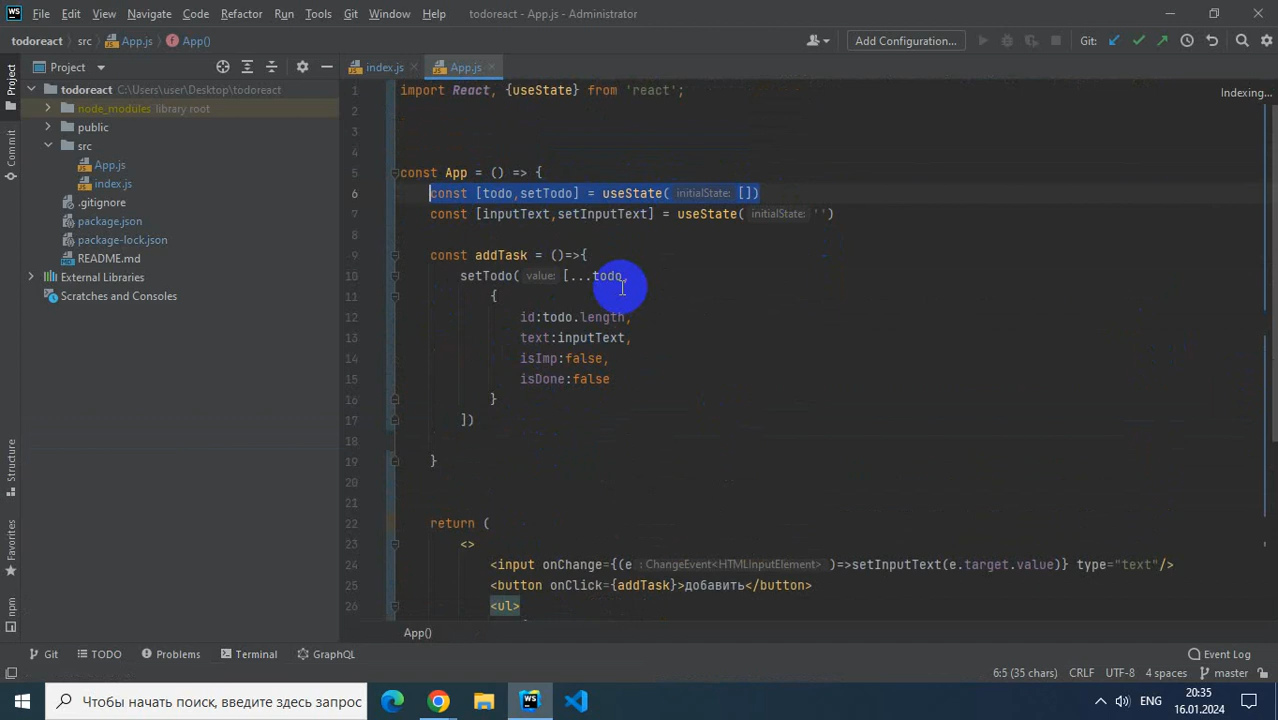 File Edit View Navigate Code Refactor Run Tools Git Window Help todoreact - App.js - Administrator
todoreact src App.js App() Add Configuration... Git:
Project index.js App.js
todoreact C:\Users\user\Desktop\todoreact
node_modules library root
public
src
App.js
index.js
.gitignore
package.json
package-lock.json
README.md
External Libraries
Scratches and Consoles
Project
Commit
Structure
Favorites
npm
Indexing...
1 import React, {useState} from 'react';
2
3
4
5 const App = () => {
6 const [todo,setTodo] = useState( initialState: [])
7 const [inputText,setInputText] = useState( initialState: '')
8
9 const addTask = ()=>{
10 setTodo( value: [...todo,
11 {
12 id:todo.length,
13 text:inputText,
14 isImp:false,
15 isDone:false
16 }
17 ])
18
19 }
20
21
22 return (
23 <>
24 <input onChange={(e : ChangeEvent<HTMLInputElement> )=>setInputText(e.target.value)} type="text"/>
25 <button onClick={addTask}>добавить</button>
26 <ul>
App()
Git TODO Problems Terminal GraphQL Event Log
6:5 (35 chars) CRLF UTF-8 4 spaces master
Чтобы начать поиск, введите здесь запрос
WS
ENG
20:35
16.01.2024